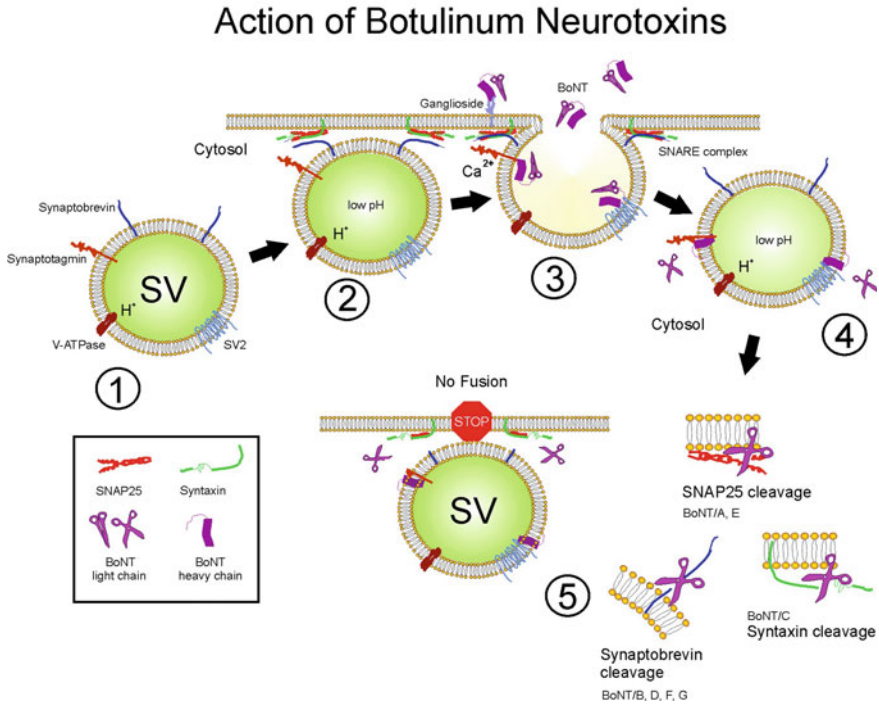 Action of Botulinum Neurotoxins
Ganglioside
BoNT
Cytosol
Ca2+
SNARE complex
Synaptobrevin
low pH
Synaptotagmin
H+
low pH
SV
H+
H+
V-ATPase
SV2
Cytosol
1
2
3
4
No Fusion
STOP
SNAP25
Syntaxin
SV
SNAP25 cleavage
BoNT/A, E
BoNT
light chain
BoNT
heavy chain
5
BoNT/C
Syntaxin cleavage
Synaptobrevin
cleavage
BoNT/B, D, F, G